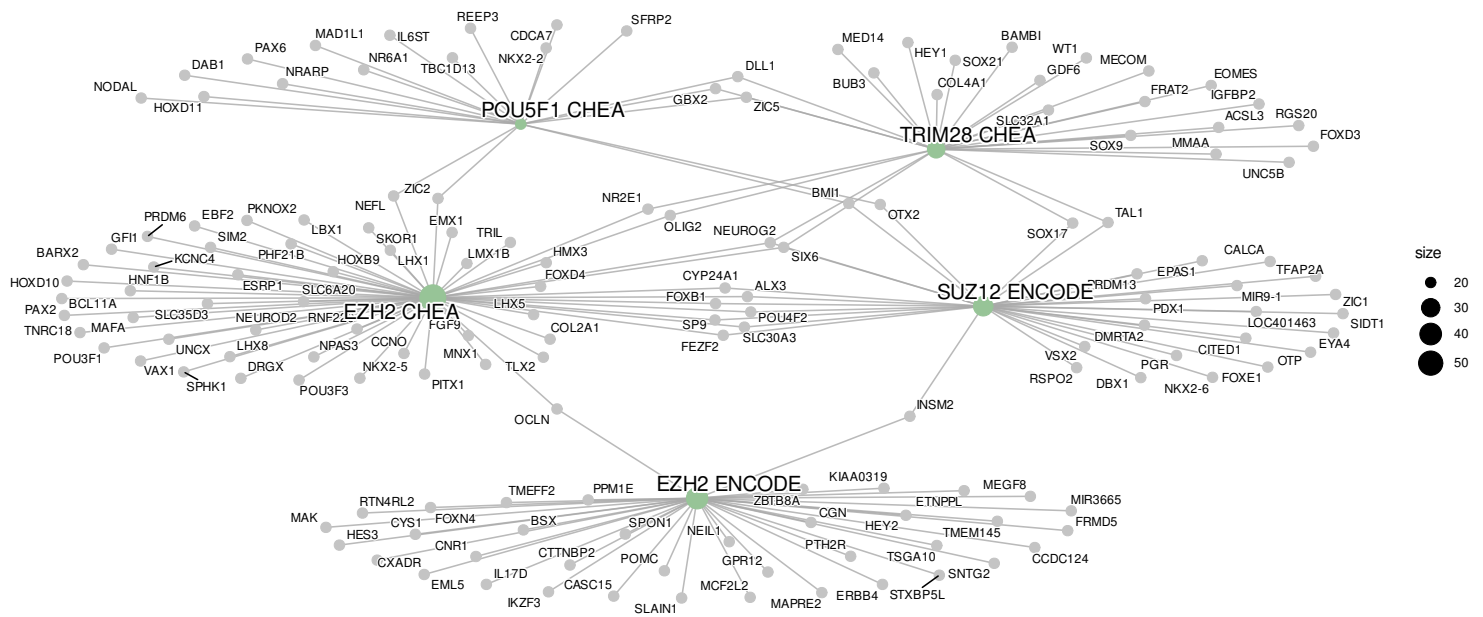 REEP3
SFRP2
MAD1L1
IL6ST
CDCA7
PAX6
NR6A1
NKX2-2
TBC1D13
DAB1
NRARP
NODAL
HOXD11
POU5F1 CHEA
DLL1
GBX2
ZIC5
MED14
HEY1
BAMBI
SOX21
WT1
BUB3
COL4A1
GDF6
MECOM
EOMES
FRAT2
IGFBP2
SLC32A1
ACSL3
RGS20
TRIM28 CHEA
SOX9
MMAA
FOXD3
UNC5B
ZIC2
NR2E1
BMI1
OTX2
OLIG2
TAL1
SOX17
NEUROG2
SIX6
NEFL
PRDM6
EBF2
PKNOX2
LBX1
EMX1
TRIL
GFI1
SIM2
SKOR1
BARX2
KCNC4
PHF21B
HOXB9
LHX1
LMX1B
HMX3
HOXD10
HNF1B
ESRP1
SLC6A20
FOXD4
PAX2
BCL11A
EZH2 CHEA
LHX5
TNRC18
MAFA
SLC35D3
NEUROD2
RNF22
FGF9
COL2A1
POU3F1
UNCX
LHX8
NPAS3
CCNO
MNX1
TLX2
VAX1
SPHK1
DRGX
POU3F3
NKX2-5
PITX1
CYP24A1
ALX3
FOXB1
POU4F2
SP9
SLC30A3
FEZF2
SUZ12 ENCODE
PRDM13
EPAS1
CALCA
TFAP2A
PDX1
MIR9-1
ZIC1
LOC401463
SIDT1
DMRTA2
CITED1
EYA4
VSX2
PGR
OTP
RSPO2
DBX1
NKX2-6
FOXE1
OCLN
INSM2
EZH2 ENCODE
KIAA0319
MEGF8
RTN4RL2
TMEFF2
PPM1E
ZBTB8A
ETNPPL
MIR3665
MAK
CYS1
FOXN4
BSX
SPON1
CGN
HEY2
FRMD5
HES3
NEIL1
TMEM145
CNR1
CTTNBP2
PTH2R
TSGA10
CCDC124
CXADR
POMC
GPR12
EML5
IL17D
CASC15
MCF2L2
SNTG2
IKZF3
SLAIN1
MAPRE2
ERBB4
STXBP5L
size
20
30
40
50